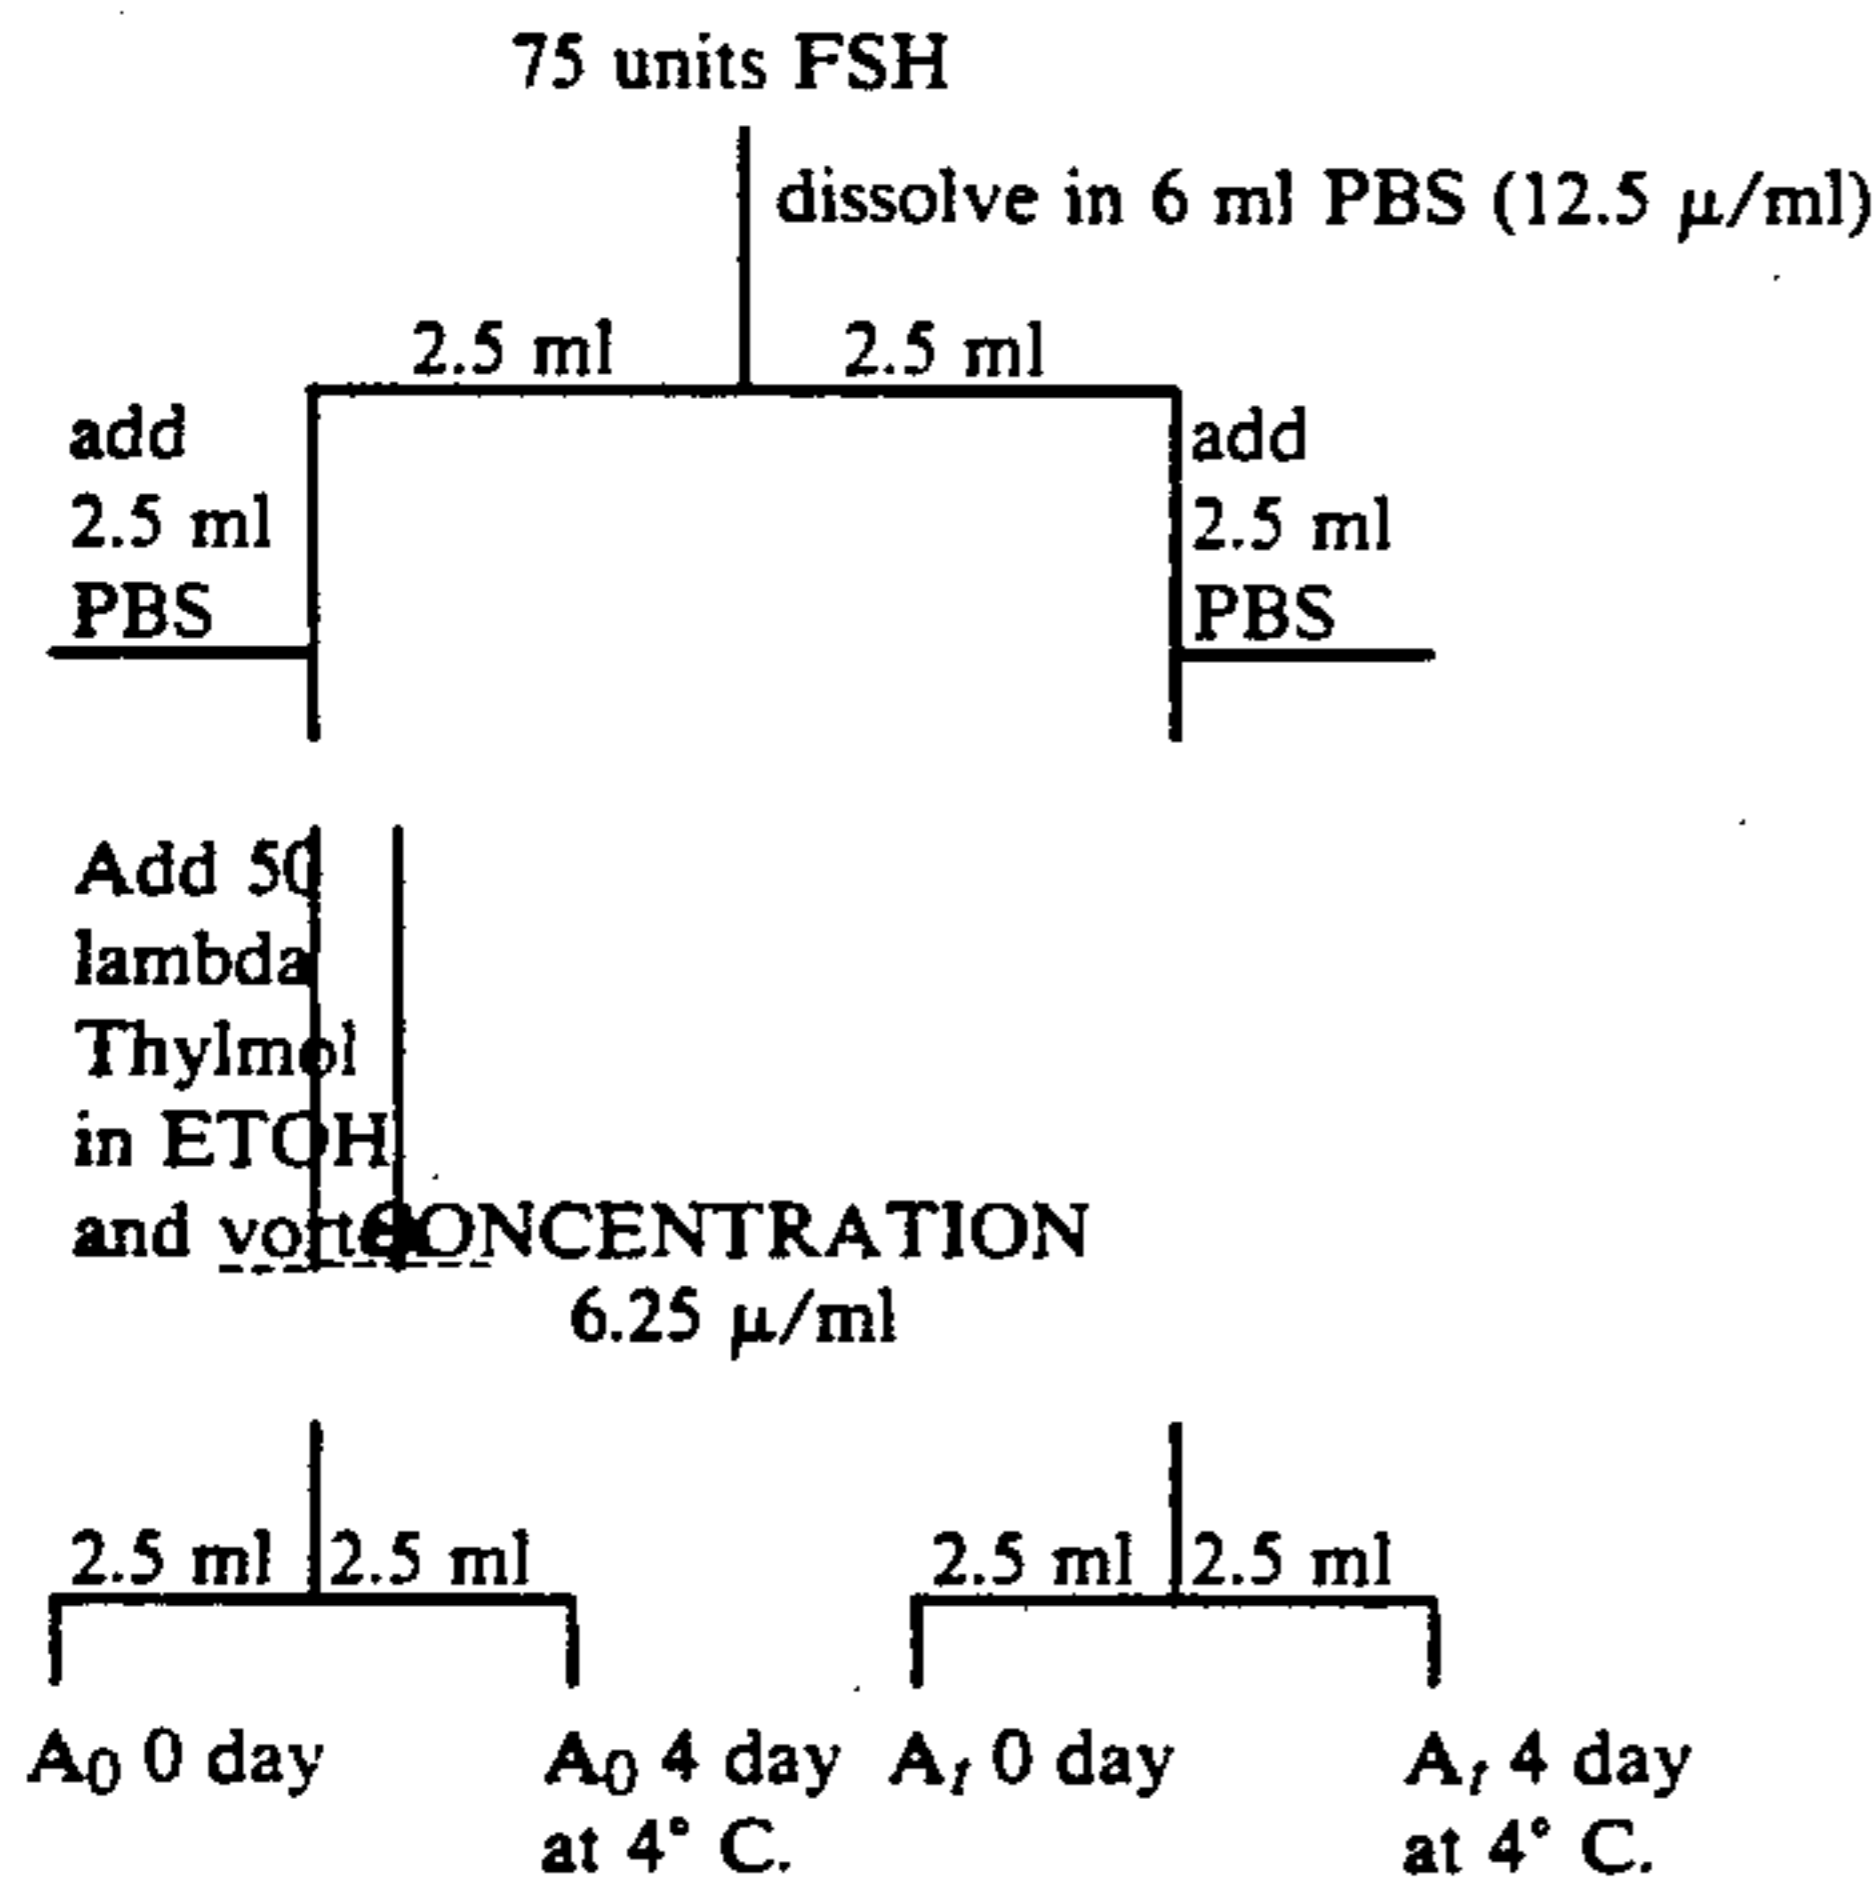 75 units FSH
dissolve in 6 ml PBS (12.5 μ/ml)
2.5 ml 2.5 ml
add
2.5 ml
PBS
add
2.5 ml
PBS
Add 50
lambda
Thylmol
in ETOH
and vortex
CONCENTRATION
6.25 μ/ml
2.5 ml 2.5 ml 2.5 ml 2.5 ml
A0 0 day
A0 4 day
at 4° C.
At 0 day
At 4 day
at 4° C.